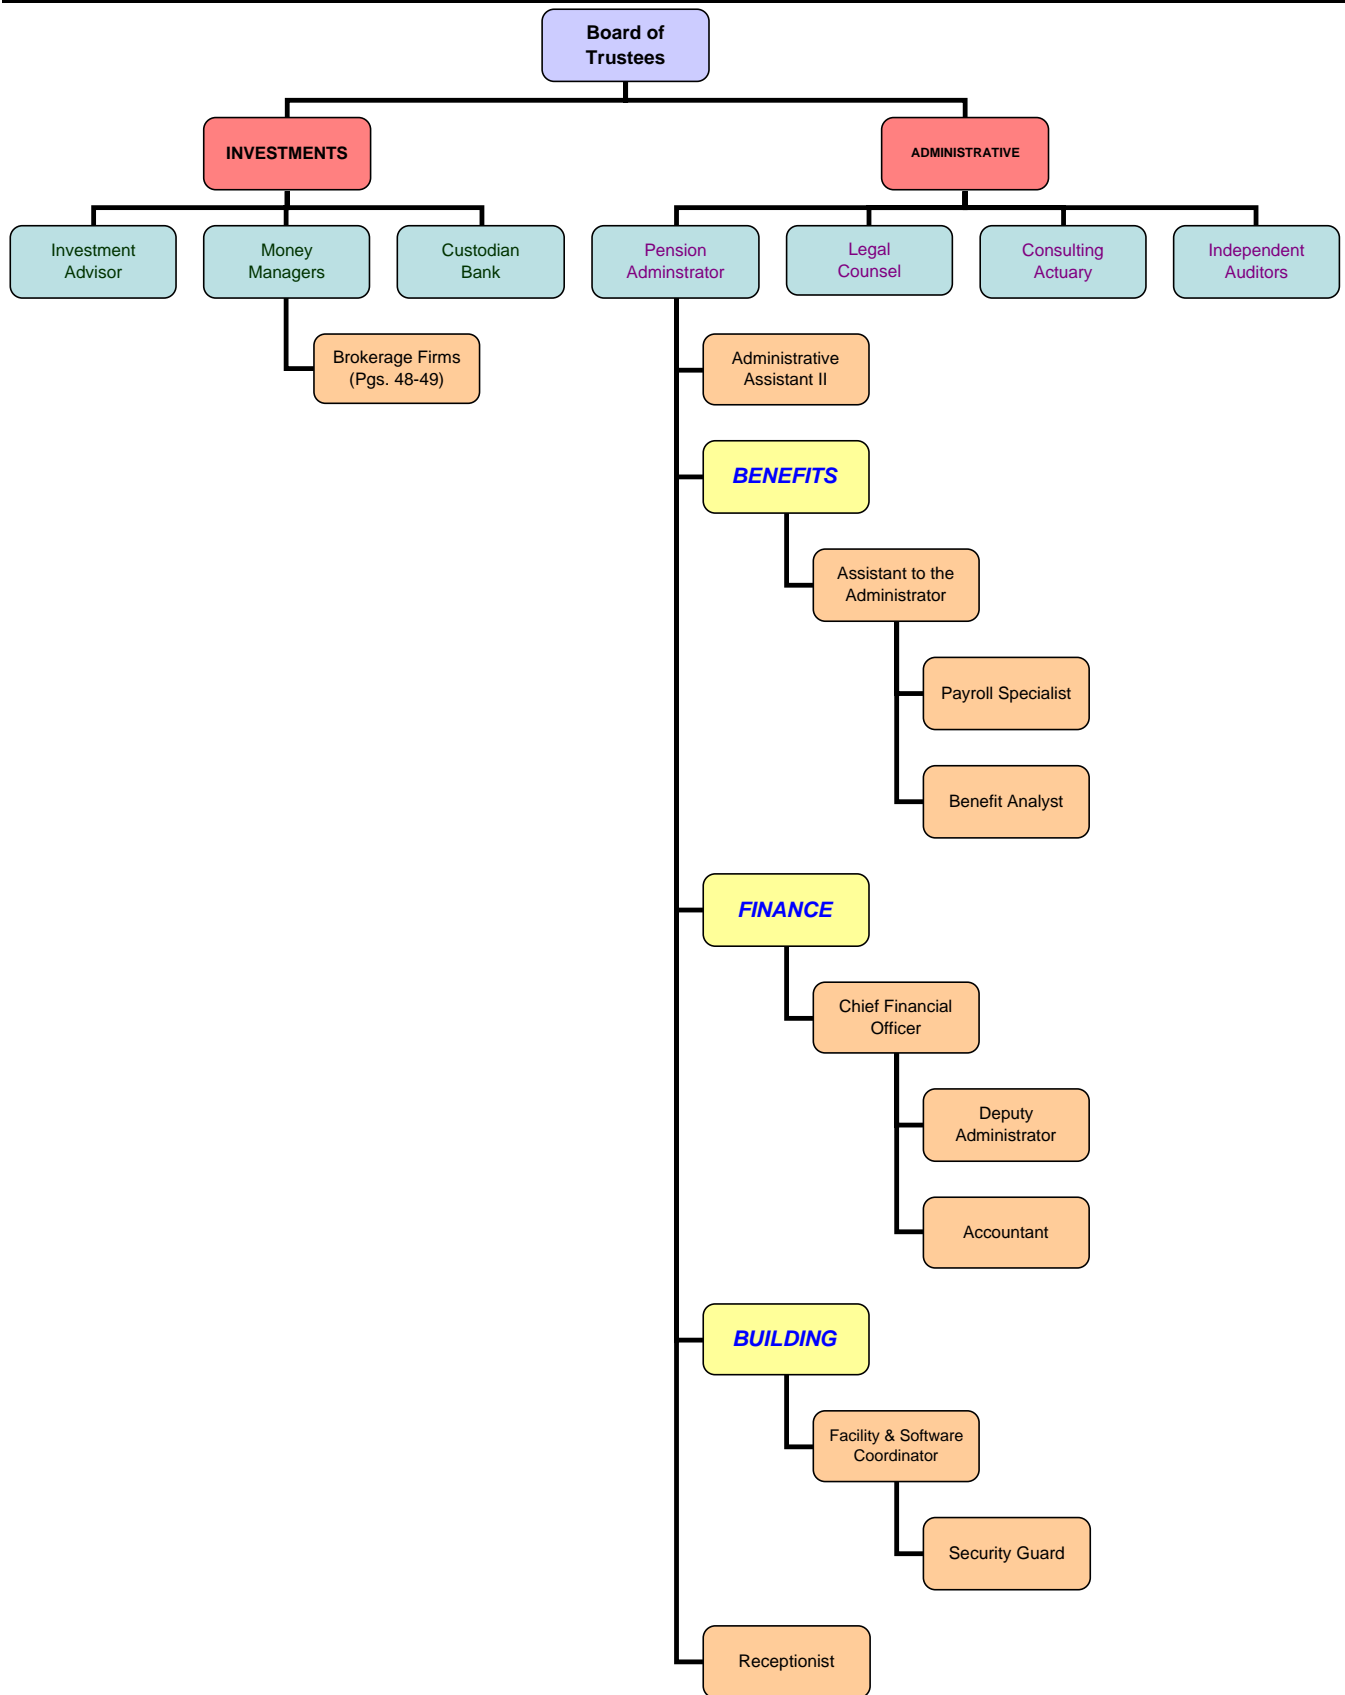 Board of
Trustees
INVESTMENTS
ADMINISTRATIVE
Investment
Advisor
Money
Managers
Custodian
Bank
Pension
Adminstrator
Legal
Counsel
Consulting
Actuary
Independent
Auditors
Brokerage Firms
(Pgs. 48-49)
Administrative
Assistant II
BENEFITS
Assistant to the
Administrator
Payroll Specialist
Benefit Analyst
FINANCE
Chief Financial
Officer
Deputy
Administrator
Accountant
BUILDING
Facility & Software
Coordinator
Security Guard
Receptionist